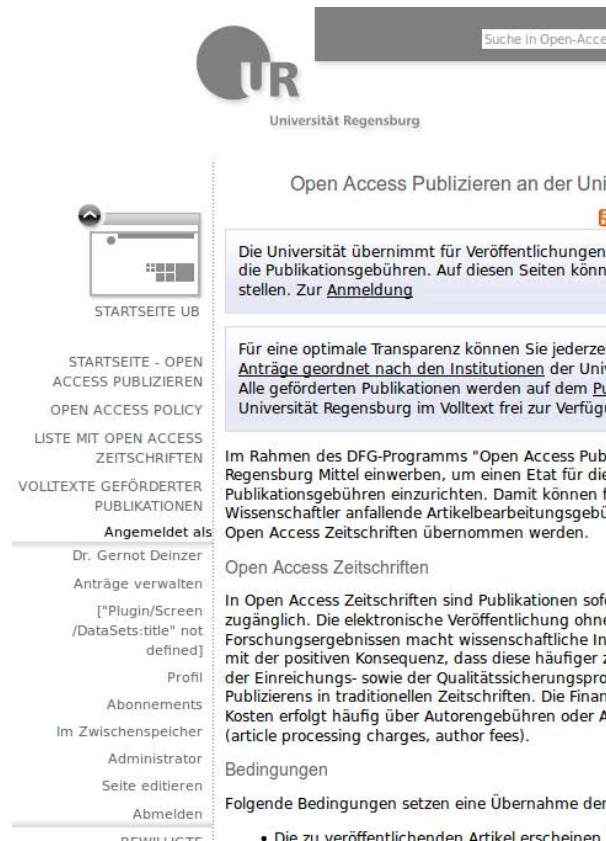 Suche in Open-Acce
UR
Universität Regensburg
Open Access Publizieren an der Uni
Die Universität übernimmt für Veröffentlichungen
die Publikationsgebühren. Auf diesen Seiten könn
stellen. Zur Anmeldung
STARTSEITE UB
Für eine optimale Transparenz können Sie jederze
Anträge geordnet nach den Institutionen der Univ
Alle geförderten Publikationen werden auf dem Pu
Universität Regensburg im Volltext frei zur Verfügu
STARTSEITE - OPEN
ACCESS PUBLIZIEREN
OPEN ACCESS POLICY
LISTE MIT OPEN ACCESS
ZEITSCHRIFTEN
VOLLTEXTE GEFÖRDERTER
PUBLIKATIONEN
Angemeldet als
Dr. Gernot Deinzer
Anträge verwalten
["Plugin/Screen
/DataSets:title" not
defined]
Profil
Abonnements
Im Zwischenspeicher
Administrator
Seite editieren
Abmelden
BEWILLIGTE
Im Rahmen des DFG-Programms "Open Access Pub
Regensburg Mittel einwerben, um einen Etat für die
Publikationsgebühren einzurichten. Damit können f
Wissenschaftler anfallende Artikelbearbeitungsgebü
Open Access Zeitschriften übernommen werden.
Open Access Zeitschriften
In Open Access Zeitschriften sind Publikationen sofo
zugänglich. Die elektronische Veröffentlichung ohne
Forschungsergebnissen macht wissenschaftliche In
mit der positiven Konsequenz, dass diese häufiger z
der Einreichungs- sowie der Qualitätssicherungspro
Publizierens in traditionellen Zeitschriften. Die Finan
Kosten erfolgt häufig über Autorengebühren oder A
(article processing charges, author fees).
Bedingungen
Folgende Bedingungen setzen eine Übernahme der
• Die zu veröffentlichenden Artikel erscheinen